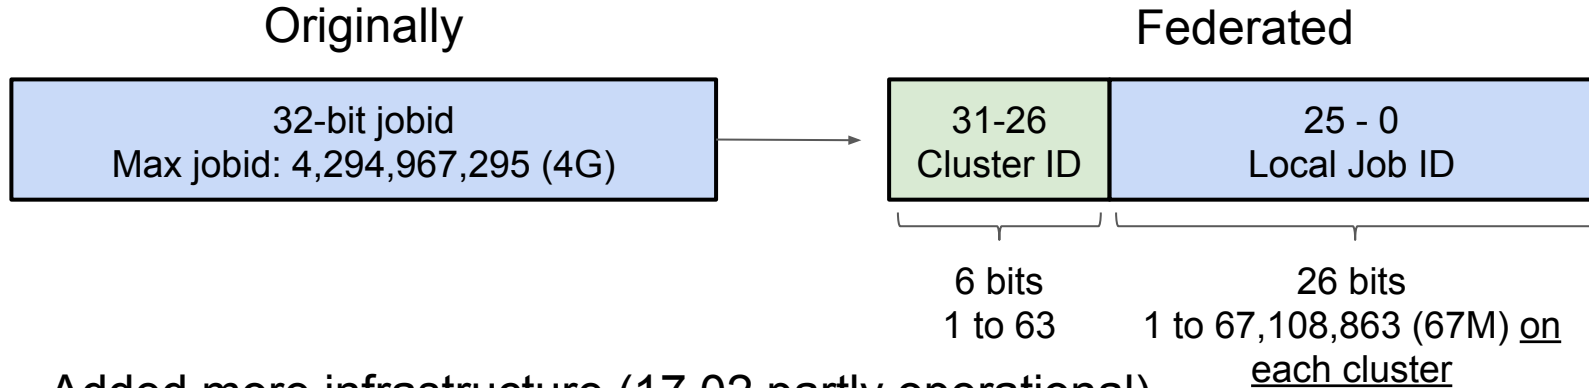 Originally
Federated
32-bit jobid
Max jobid: 4,294,967,295 (4G)
31-26
Cluster ID
25 - 0
Local Job ID
6 bits
1 to 63
26 bits
1 to 67,108,863 (67M) on
each cluster
Added more infrastructure (17.02 partly operational)